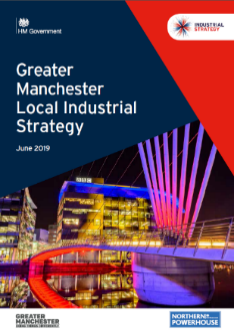 HM Government
INDUSTRIAL
STRATEGY
Greater
Manchester
Local Industrial
Strategy
June 2019
GREATER
MANCHESTER
NORTHERN
POWERHOUSE